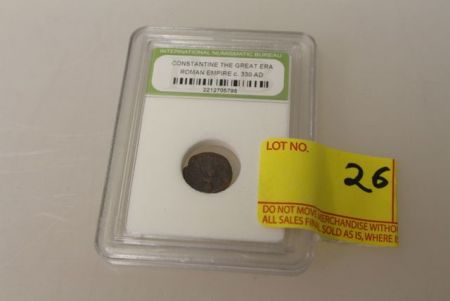 INTERNATIONAL NUMISMATIC BUREAU
CONSTANTINE THE GREAT ERA
ROMAN EMPIRE c. 330 AD
2212706798
LOT NO.
26
DO NOT MOVE MERCHANDISE WITHO
ALL SALES FINAL SOLD AS IS, WHERE